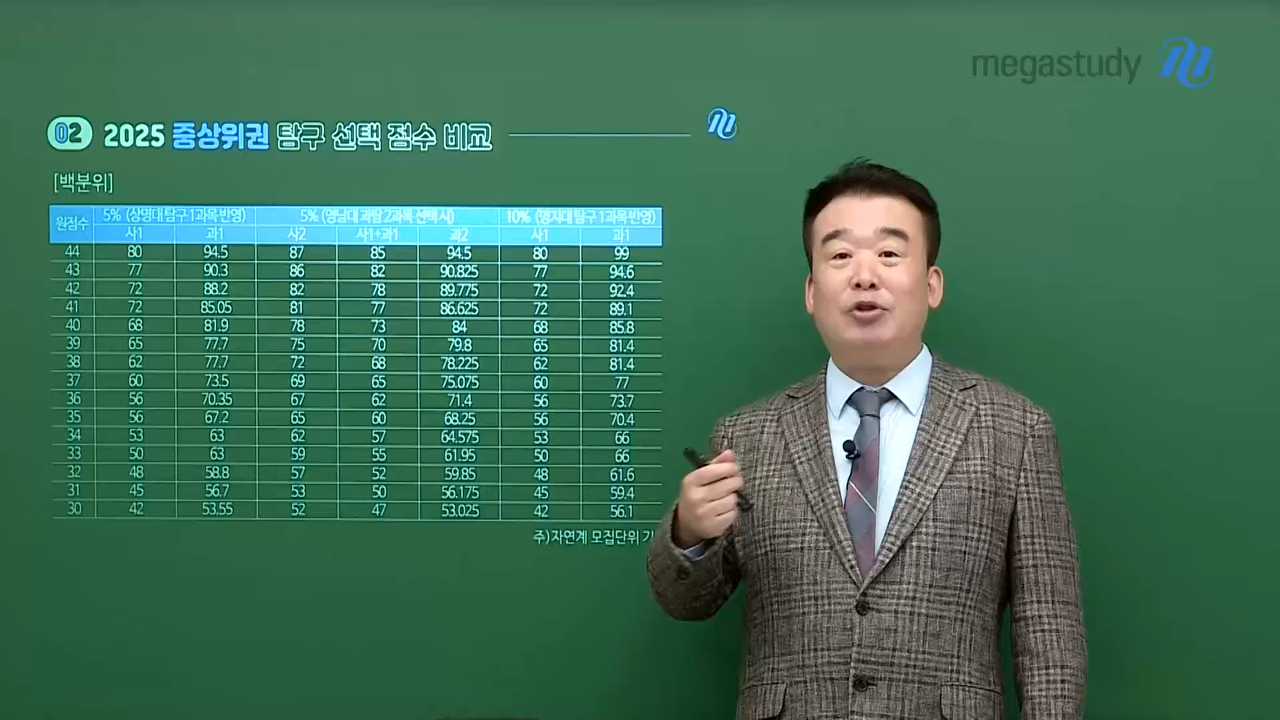 megastudy
02 2025 중상위권 탐구 선택 점수 비교
[백분위]
원점수 5% (상명대 탐구 1과목 반영) 5% (영남대 과탐 2과목 선택 시) 10% (명지대 탐구 1과목 반영)
사1 과1 사2 사1+과1 과2 사1 과1
44 80 94.5 87 85 94.5 80 99
43 77 90.3 86 82 90.825 77 94.6
42 72 88.2 82 78 89.775 72 92.4
41 72 85.05 81 77 86.625 72 89.1
40 68 81.9 78 73 84 68 85.8
39 65 77.7 75 70 79.8 65 81.4
38 62 77.7 72 68 78.225 62 81.4
37 60 73.5 69 65 75.075 60 77
36 56 70.35 67 62 71.4 56 73.7
35 56 67.2 65 60 68.25 56 70.4
34 53 63 62 57 64.575 53 66
33 50 63 59 55 61.95 50 66
32 48 58.8 57 52 59.85 48 61.6
31 45 56.7 53 50 56.175 45 59.4
30 42 53.55 52 47 53.025 42 56.1
주)자연계 모집단위